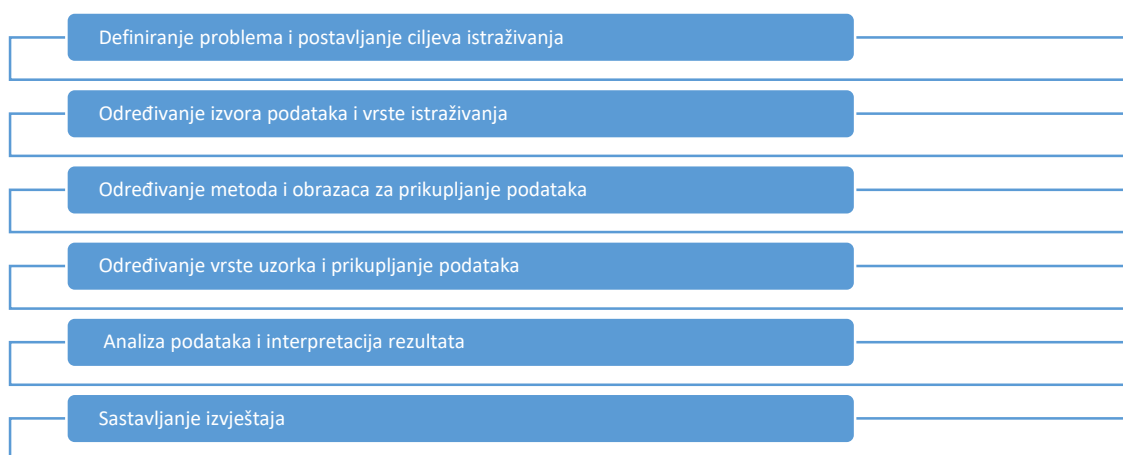 Definiranje problema i postavljanje ciljeva istraživanja
Određivanje izvora podataka i vrste istraživanja
Određivanje metoda i obrazaca za prikupljanje podataka
Određivanje vrste uzorka i prikupljanje podataka
Analiza podataka i interpretacija rezultata
Sastavljanje izvještaja